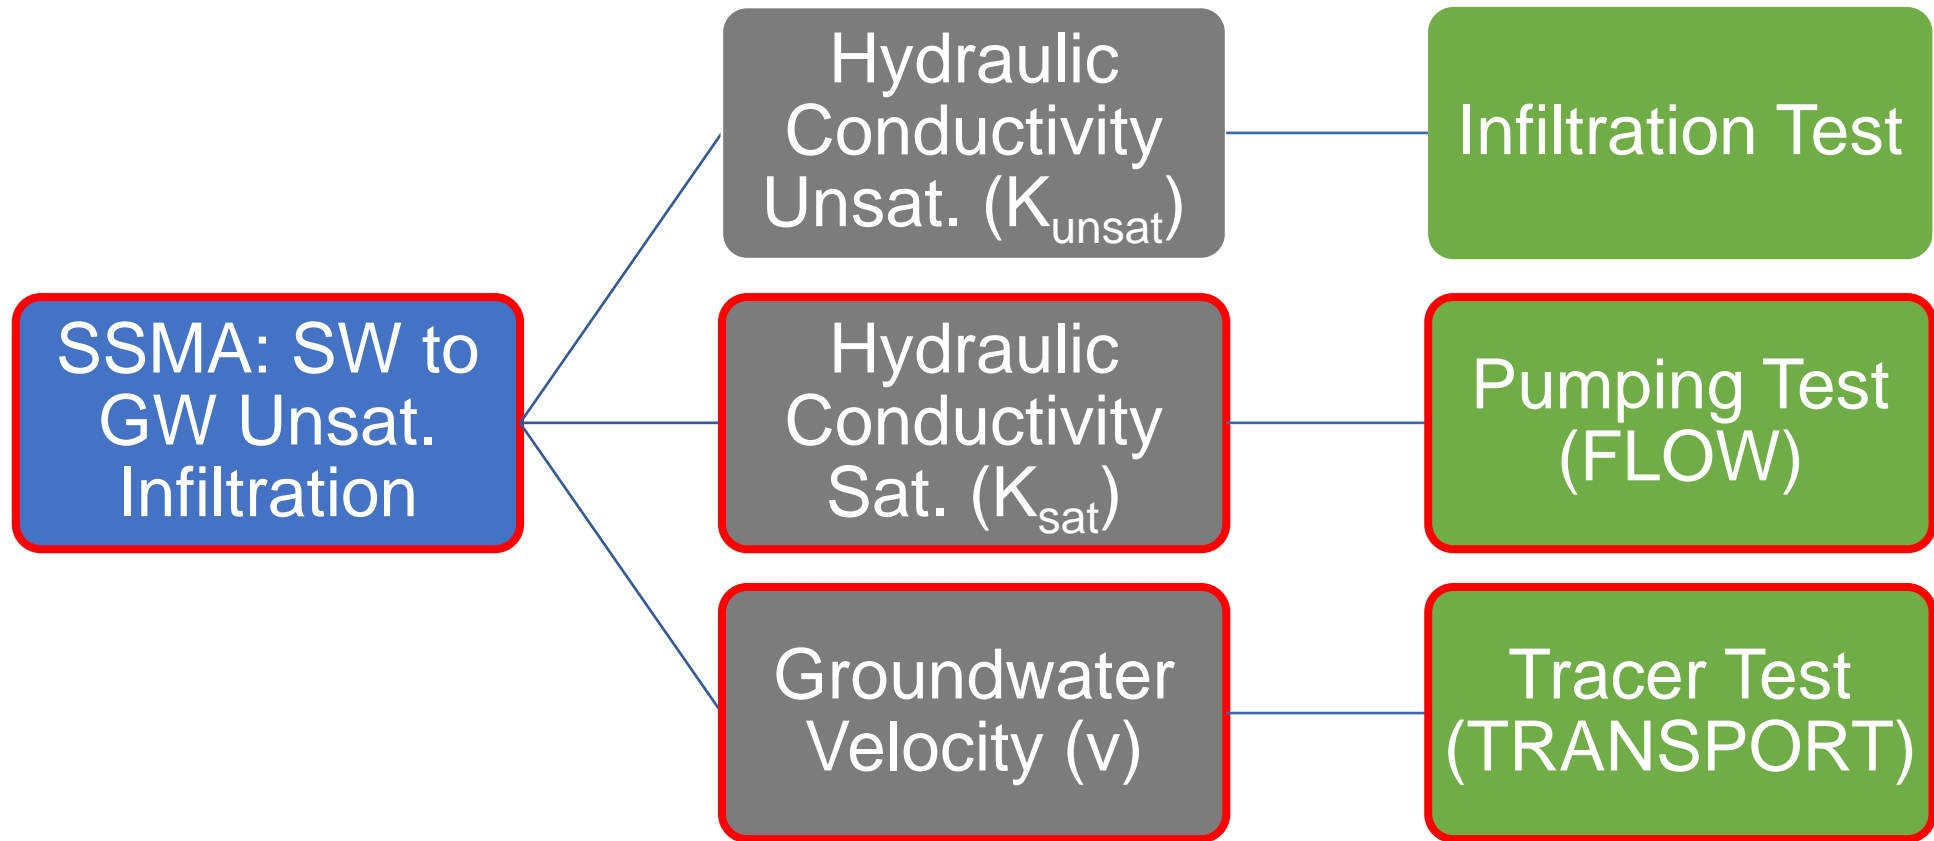 SSMA: SW to
GW Unsat.
Infiltration
Hydraulic
Conductivity
Unsat. (Kunsat)
Infiltration Test
Hydraulic
Conductivity
Sat. (Ksat)
Pumping Test
(FLOW)
Groundwater
Velocity (v)
Tracer Test
(TRANSPORT)